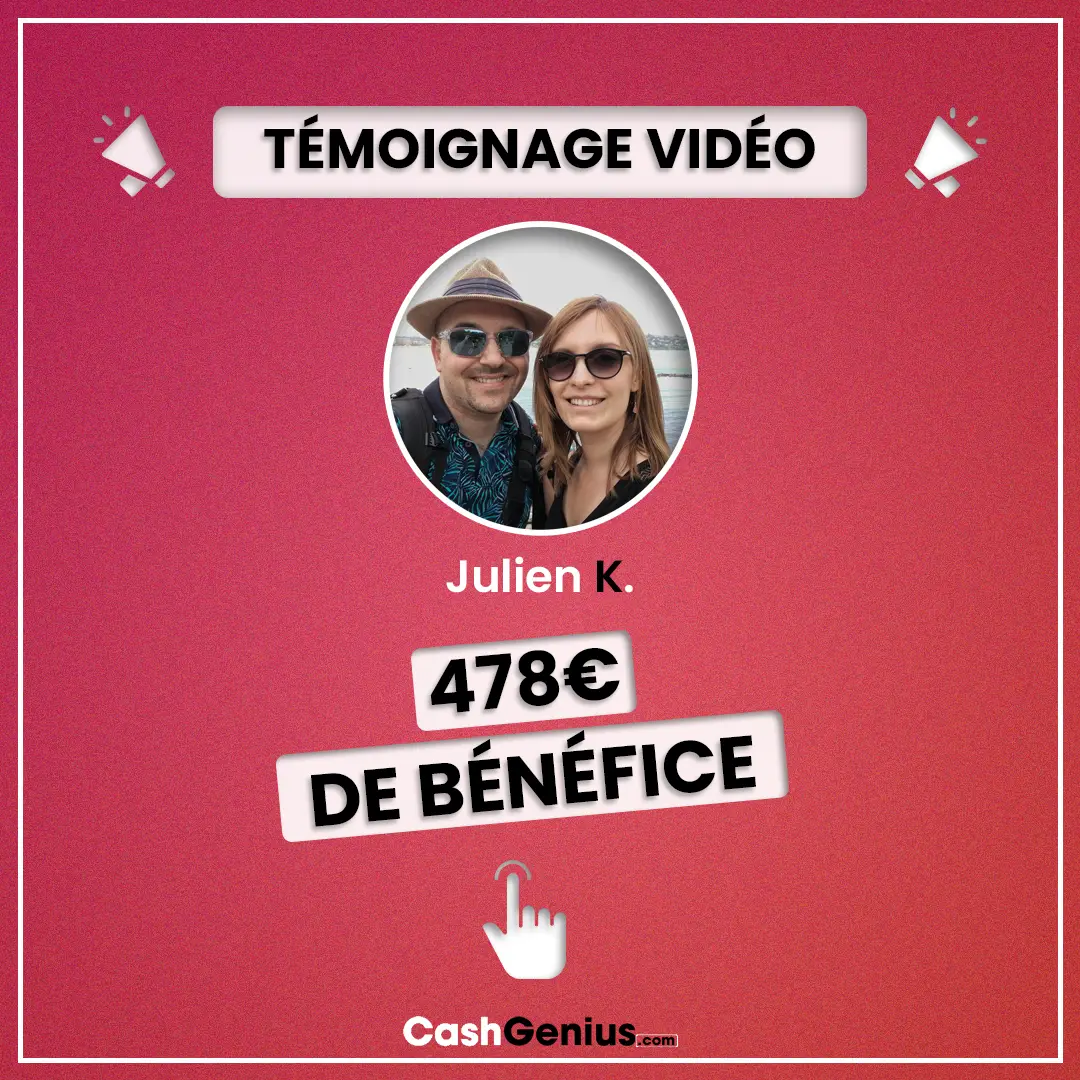 TÉMOIGNAGE VIDÉO
Julien K.
478€
DE BÉNÉFICE
CashGenius.com